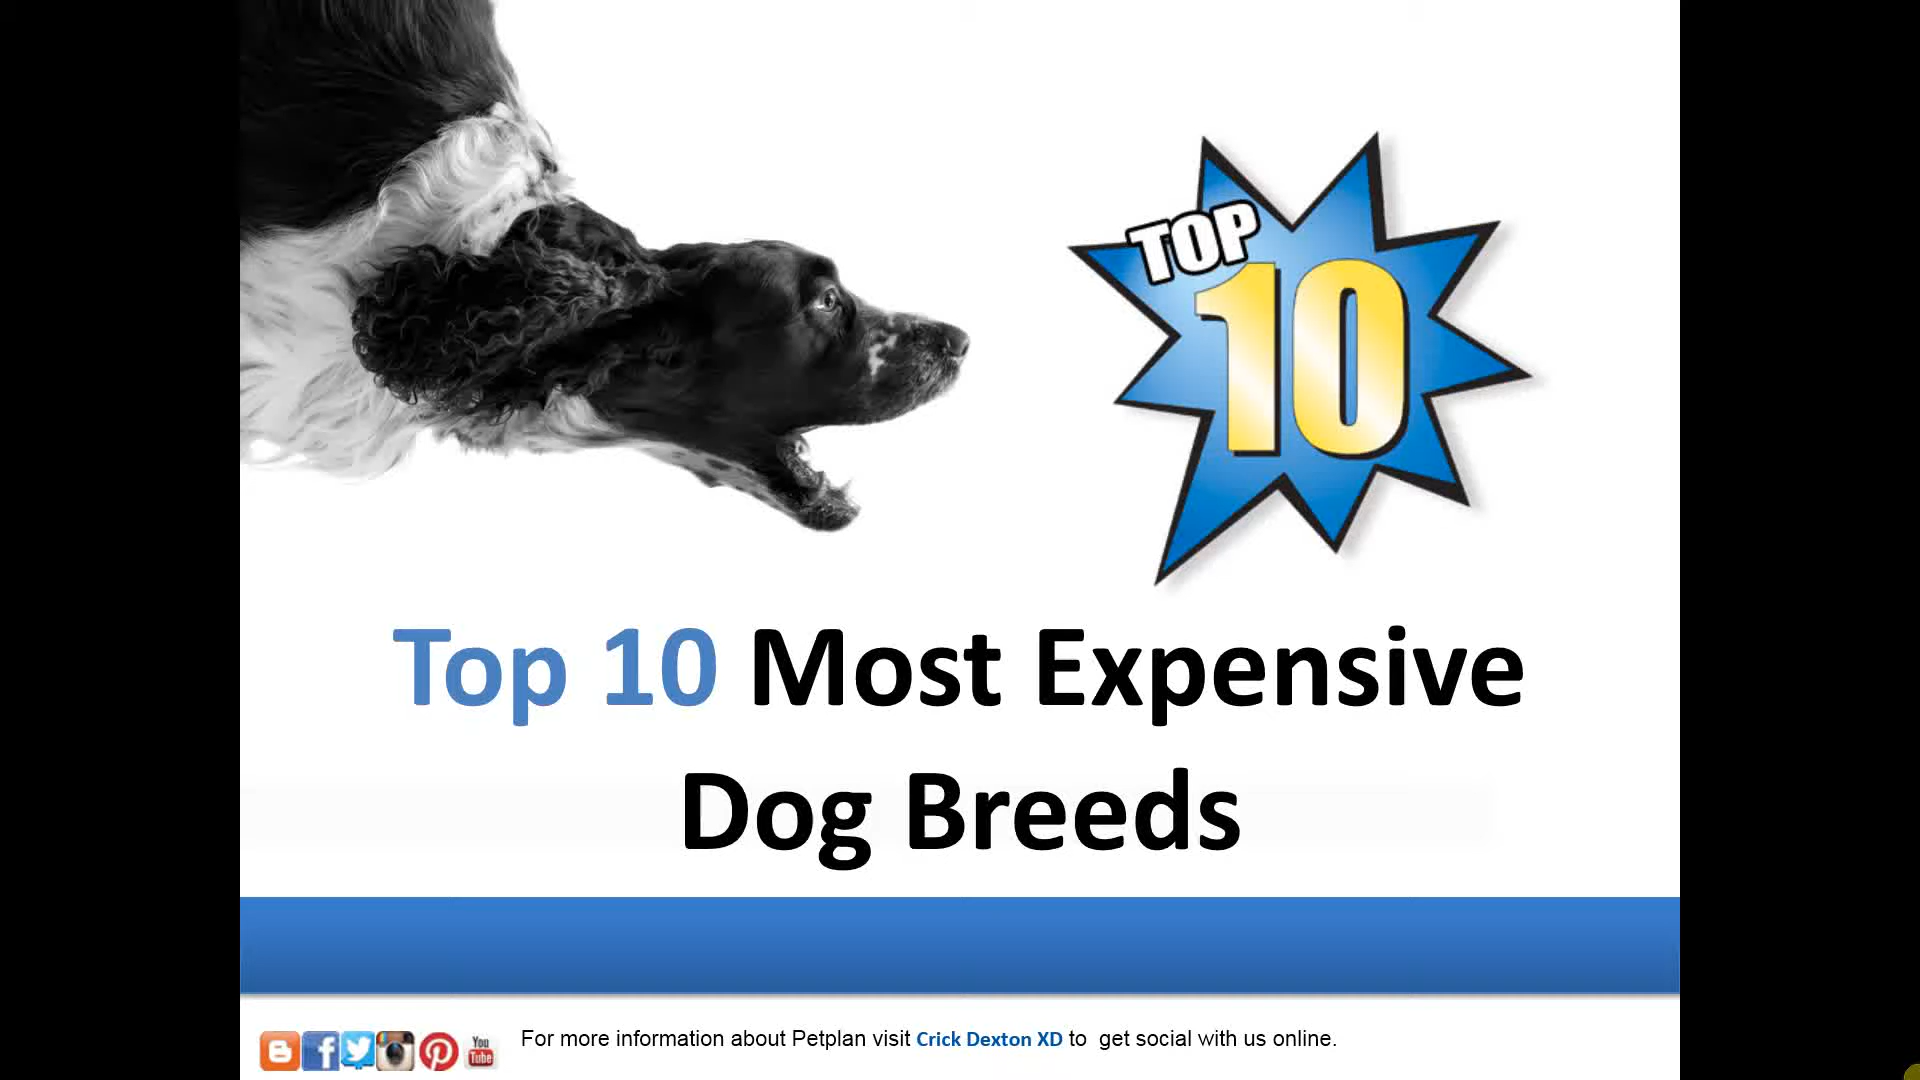 TOP
10
Top 10 Most Expensive
Dog Breeds
You
Tube
For more information about Petplan visit Crick Dexton XD to  get social with us online.